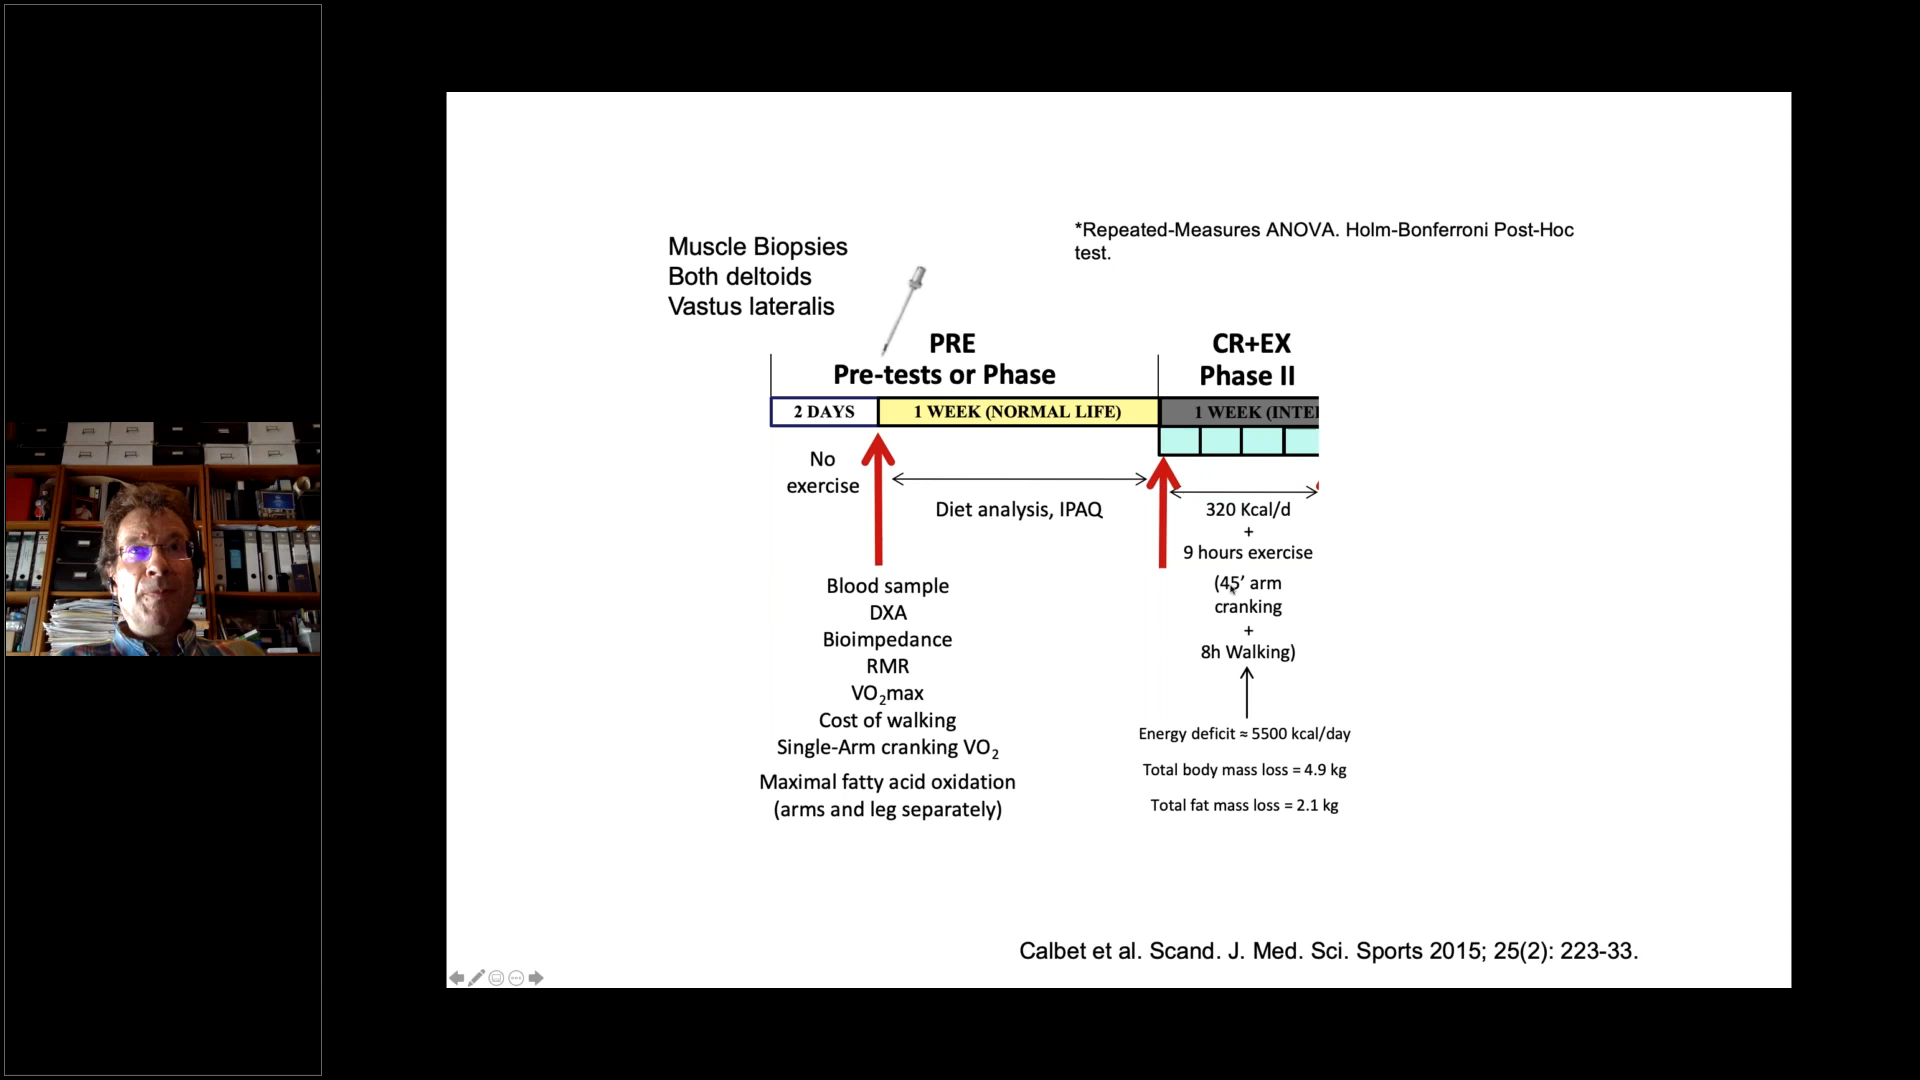 Muscle Biopsies
Both deltoids
Vastus lateralis
*Repeated-Measures ANOVA. Holm-Bonferroni Post-Hoc
test.
PRE
Pre-tests or Phase
CR+EX
Phase II
2 DAYS
1 WEEK (NORMAL LIFE)
1 WEEK (INTE
No
exercise
Diet analysis, IPAQ
Blood sample
DXA
Bioimpedance
RMR
VO2max
Cost of walking
Single-Arm cranking VO2
Maximal fatty acid oxidation
(arms and leg separately)
320 Kcal/d
+
9 hours exercise
(45’ arm
cranking
+
8h Walking)
Energy deficit ≈ 5500 kcal/day
Total body mass loss = 4.9 kg
Total fat mass loss = 2.1 kg
Calbet et al. Scand. J. Med. Sci. Sports 2015; 25(2): 223-33.